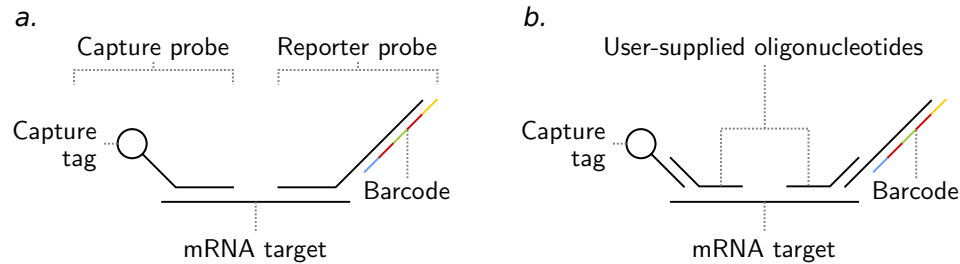 a.
Capture probe
Reporter probe
Capture
tag
Barcode
mRNA target
b.
User-supplied oligonucleotides
Capture
tag
Barcode
mRNA target